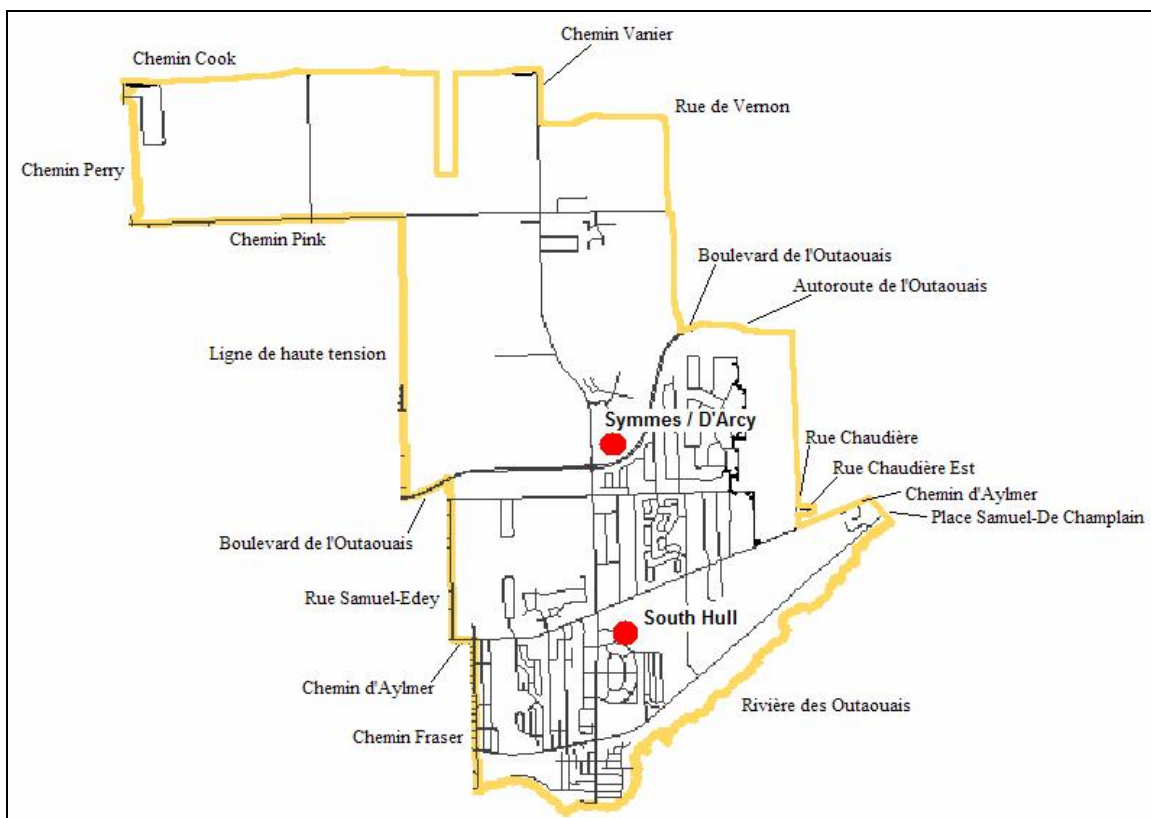 Chemin Vanier
Chemin Cook
Rue de Vernon
Chemin Perry
Chemin Pink
Boulevard de l'Outaouais
Autoroute de l'Outaouais
Ligne de haute tension
Symmes / D'Arcy
Rue Chaudière
Rue Chaudière Est
Chemin d'Aylmer
Place Samuel-De Champlain
Boulevard de l'Outaouais
Rue Samuel-Edey
South Hull
Chemin d'Aylmer
Rivière des Outaouais
Chemin Fraser